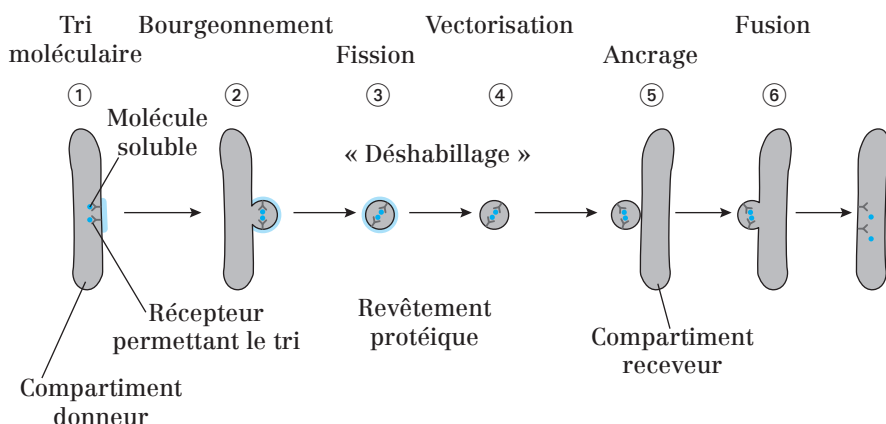 Tri
moléculaire
Bourgeonnement
Fission
Vectorisation
Ancrage
Fusion
1
2
3
4
5
6
Molécule
soluble
« Déshabillage »
Récepteur
permettant le tri
Revêtement
protéique
Compartiment
receveur
Compartiment
donneur